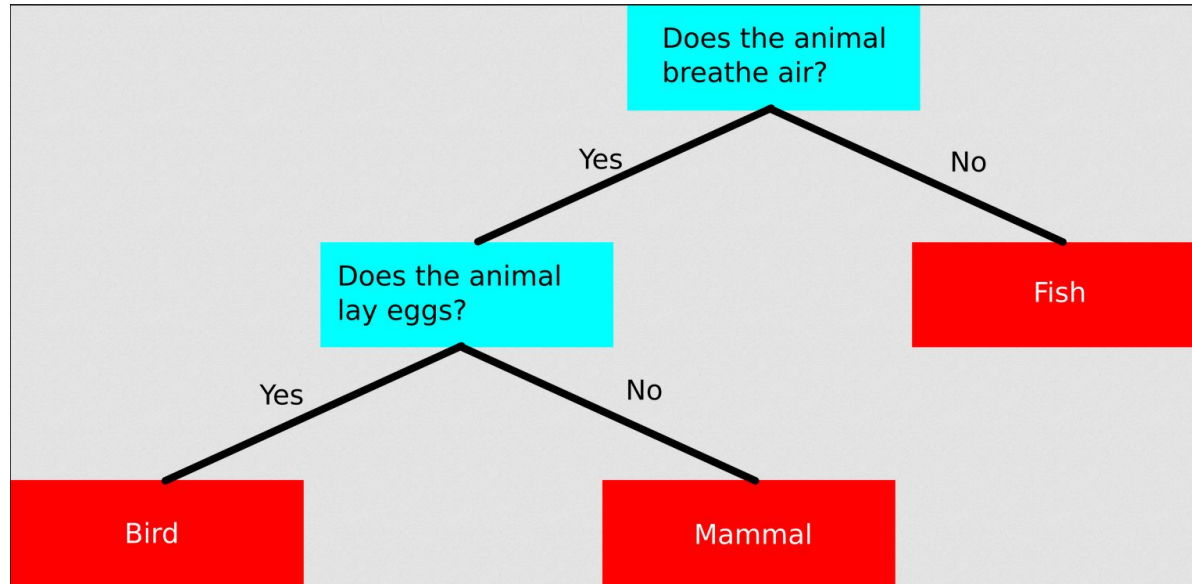 Does the animal
breathe air?
Yes
No
Does the animal
lay eggs?
Fish
Yes
No
Bird
Mammal